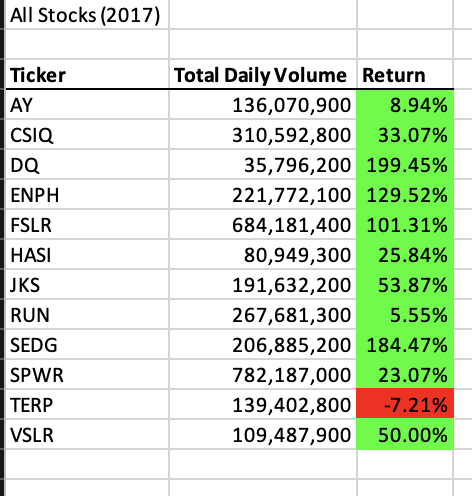 All Stocks (2017)
Ticker Total Daily Volume Return
AY 136,070,900 8.94%
CSIQ 310,592,800 33.07%
DQ 35,796,200 199.45%
ENPH 221,772,100 129.52%
FSLR 684,181,400 101.31%
HASI 80,949,300 25.84%
JKS 191,632,200 53.87%
RUN 267,681,300 5.55%
SEDG 206,885,200 184.47%
SPWR 782,187,000 23.07%
TERP 139,402,800 -7.21%
VSLR 109,487,900 50.00%